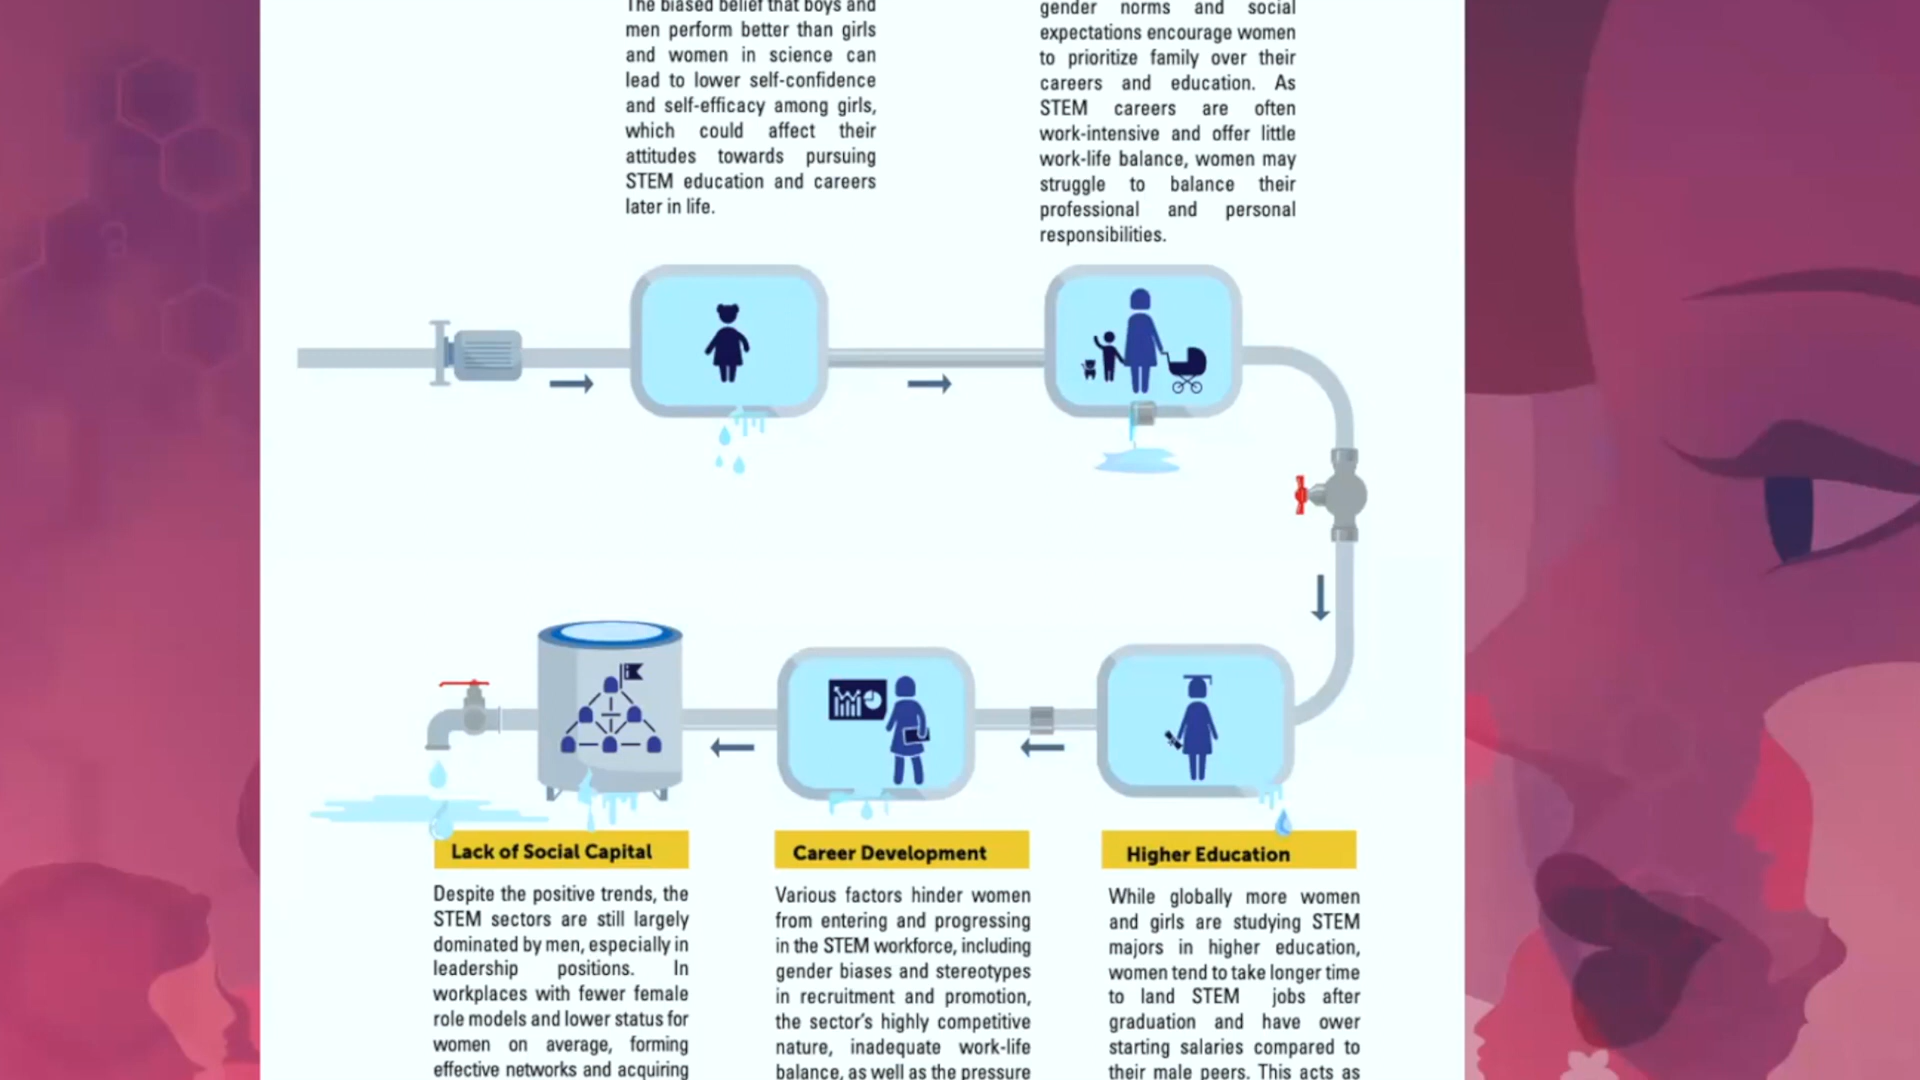 The biased belief that boys and
men perform better than girls
and women in science can
lead to lower self-confidence
and self-efficacy among girls,
which could affect their
attitudes towards pursuing
STEM education and careers
later in life.
gender norms and social
expectations encourage women
to prioritize family over their
careers and education. As
STEM careers are often
work-intensive and offer little
work-life balance, women may
struggle to balance their
professional and personal
responsibilities.
Lack of Social Capital
Despite the positive trends, the
STEM sectors are still largely
dominated by men, especially in
leadership positions. In
workplaces with fewer female
role models and lower status for
women on average, forming
effective networks and acquiring
Career Development
Various factors hinder women
from entering and progressing
in the STEM workforce, including
gender biases and stereotypes
in recruitment and promotion,
the sector's highly competitive
nature, inadequate work-life
balance, as well as the pressure
Higher Education
While globally more women
and girls are studying STEM
majors in higher education,
women tend to take longer time
to land STEM jobs after
graduation and have ower
starting salaries compared to
their male peers. This acts as